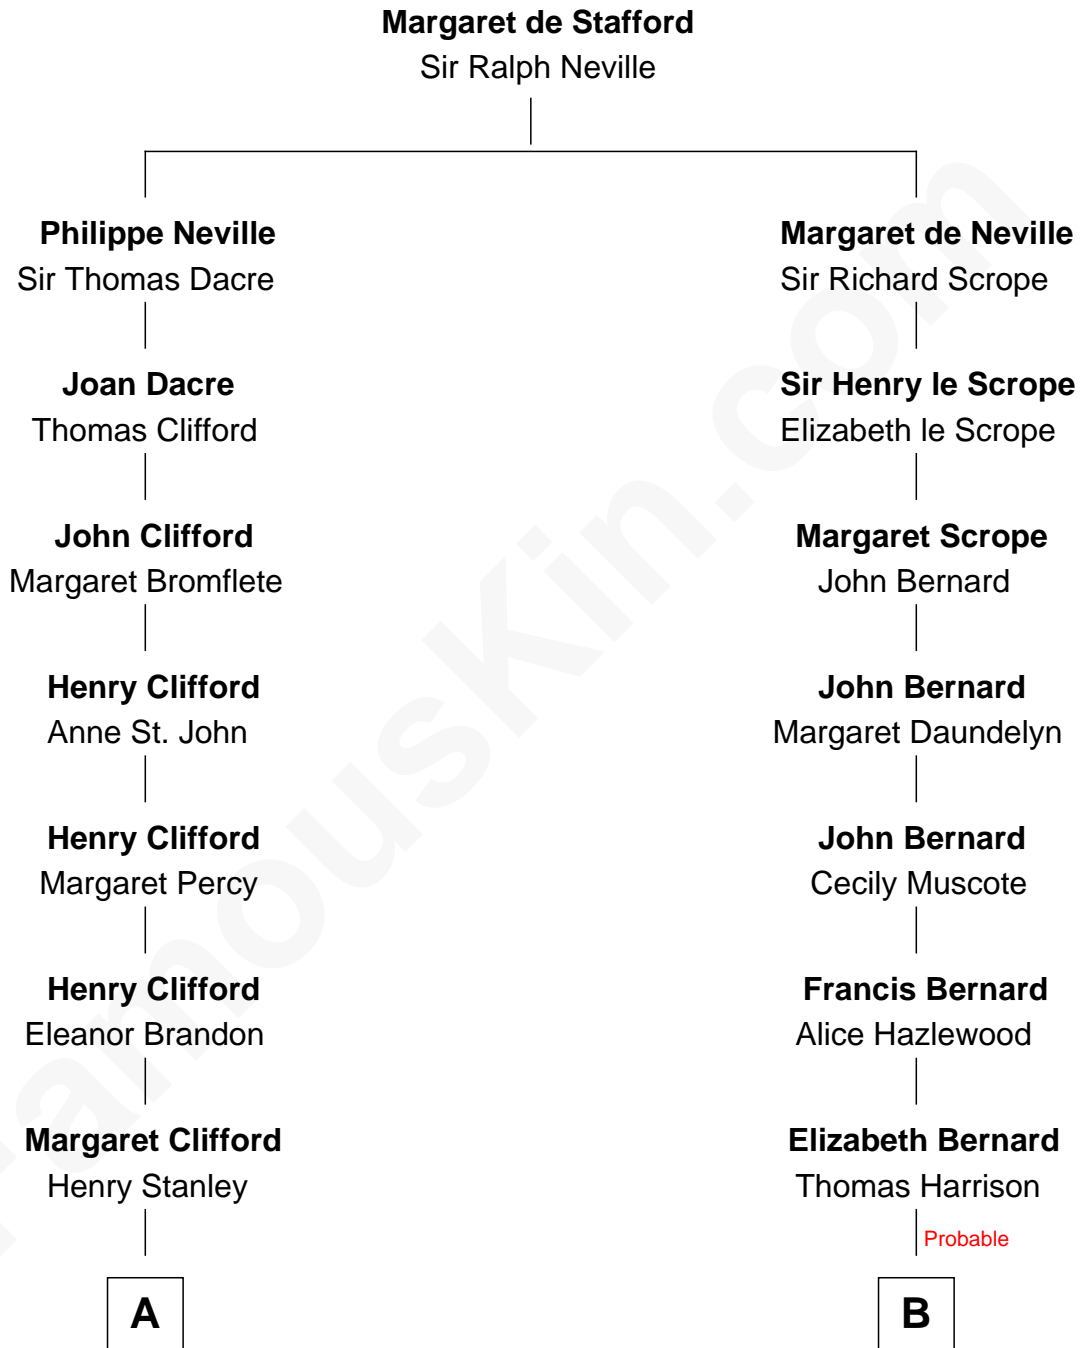 Margaret de Stafford
Sir Ralph Neville
Philippe Neville
Sir Thomas Dacre
Margaret de Neville
Sir Richard Scrope
Joan Dacre
Thomas Clifford
Sir Henry le Scrope
Elizabeth le Scrope
John Clifford
Margaret Bromflete
Margaret Scrope
John Bernard
Henry Clifford
Anne St. John
John Bernard
Margaret Daundelyn
Henry Clifford
Margaret Percy
John Bernard
Cecily Muscote
Henry Clifford
Eleanor Brandon
Francis Bernard
Alice Hazlewood
Margaret Clifford
Henry Stanley
Elizabeth Bernard
Thomas Harrison
Probable
A
B
FamousKin.com